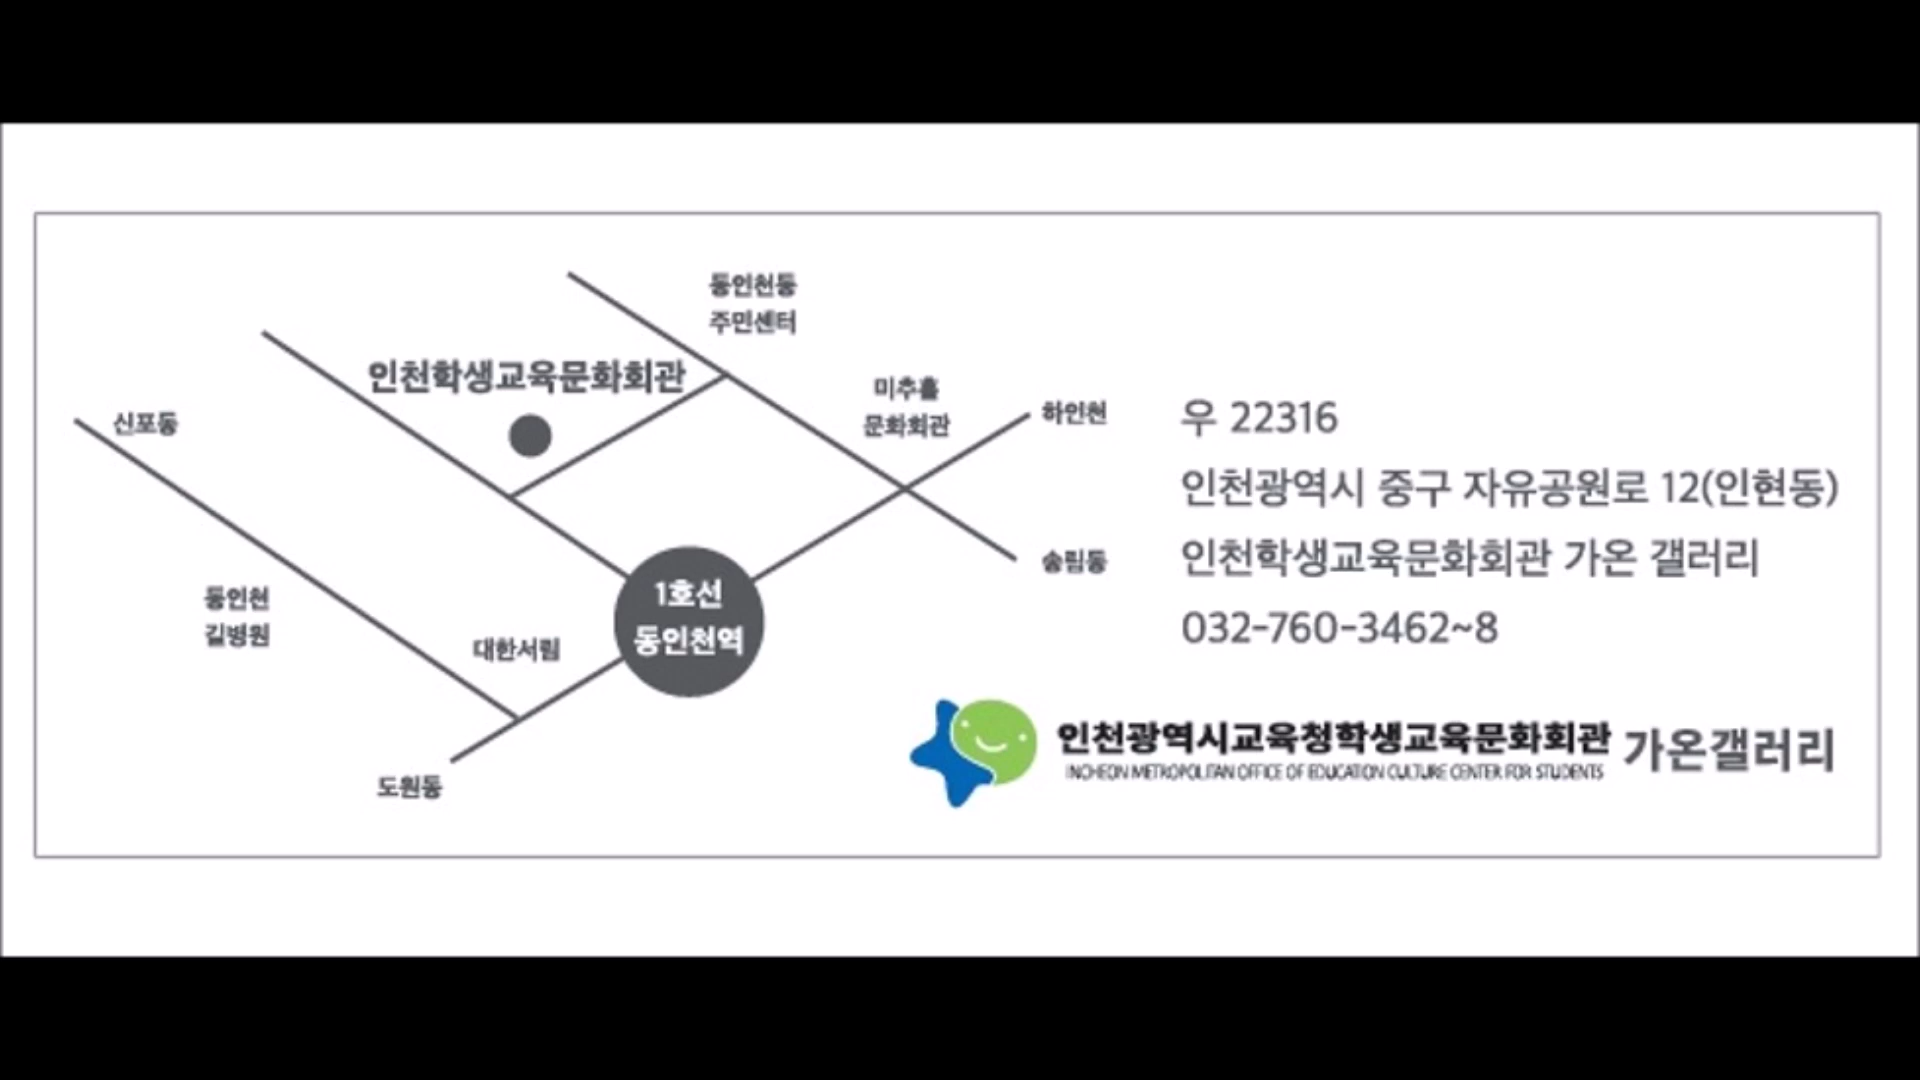 동인천동
주민센터
인천학생교육문화회관
미추홀
문화회관
하인천
신포동
송림동
1호선
동인천역
동인천
길병원
대한서림
도원동
우 22316
인천광역시 중구 자유공원로 12(인현동)
인천학생교육문화회관 가온 갤러리
032-760-3462~8
인천광역시교육청학생교육문화회관 가온갤러리
INCHEON METROPOLITAN OFFICE OF EDUCATION CULTURE CENTER FOR STUDENTS